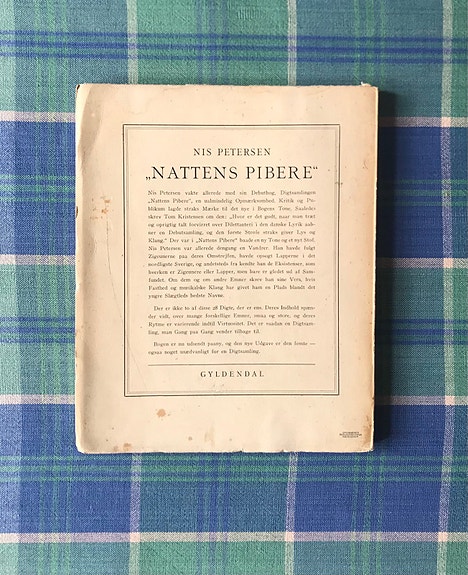 NIS PETERSEN
„NATTENS PIBERE“
Nis Petersen vakte allerede med sin Debutbog, Digtsamlingen
„Nattens Pibere“, en ualmindelig Opmærksomhed. Kritik og Pu-
blikum lagde straks Mærke til det nye i Bogens Tone. Saaledes
skrev Tom Kristensen om den: „Hvor er det godt, naar man træt
og oprigtig talt forvirret over Dilettanteri i den danske Lyrik aab-
ner en Debutsamling, og den første Strofe straks giver Lys og
Klang.“ Der var i „Nattens Pibere“ baade en ny Tone og et nyt Stof.
Nis Petersen var allerede dengang en Vandrer. Han havde fulgt
Zigeunerne paa deres Omstrejfen, havde opsøgt Lapperne i det
nordligste Sverige, og andetsteds fra kendte han de Eksistenser, som
hverken er Zigeunere eller Lapper, men bare er gledet ud af Sam-
fundet. Om dem og om andre Emner skrev han sine Vers, hvis
Fasthed og musikalske Klang har givet ham en Plads blandt det
yngre Slægtleds bedste Navne.
Der er ikke to af disse 28 Digte, der er ens. Deres Indhold spæn-
der vidt, over mange forskellige Emner, smaa og store, og deres
Rytme er varierende indtil Virtuositet. Det er saadan en Digtsam-
ling, man Gang paa Gang vender tilbage til.
Bogen er nu udsendt paany, og den nye Udgave er den femte —
ogsaa noget usædvanligt for en Digtsamling.
GYLDENDAL